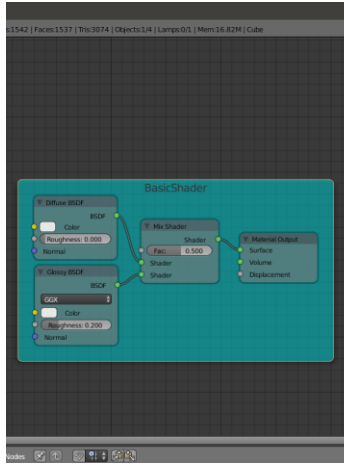 s:1542 | Faces:1537 | Tris:3074 | Objects:1/4 | Lamps:0/1 | Mem:16.82M | Cube
BasicShader
Diffuse BSDF
BSDF
Color
Roughness: 0.000
Normal
Glossy BSDF
BSDF
GGX
Color
Roughness: 0.200
Normal
Mix Shader
Shader
Fac: 0.500
Shader
Shader
Material Output
Surface
Volume
Displacement
Nodes